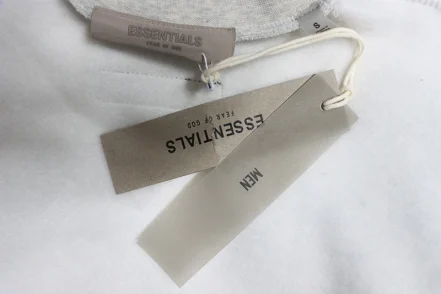 ESSENTIALS
FEAR OF GOD
S
ESSENTIALS
FEAR OF GOD
MEN